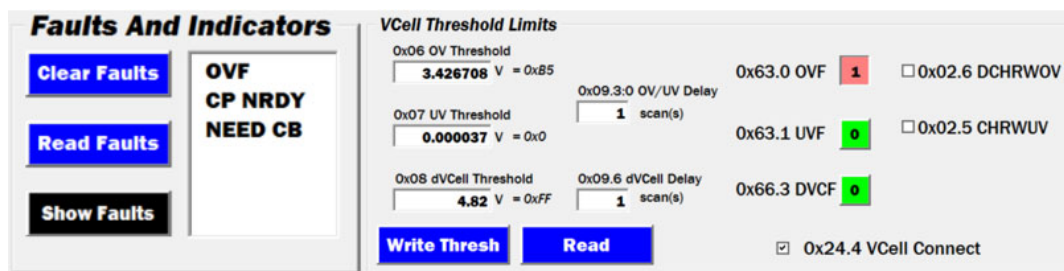 Faults And Indicators
Clear Faults
Read Faults
Show Faults
OVF
CP NRDY
NEED CB
VCell Threshold Limits
0x06 OV Threshold
3.426708 V = 0xB5
0x09.3:0 OV/UV Delay
1 scan(s)
0x07 UV Threshold
0.000037 V = 0x0
0x08 dVCell Threshold
4.82 V = 0xFF
0x09.6 dVCell Delay
1 scan(s)
Write Thresh
Read
0x63.0 OVF 1
0x02.6 DCHRWOV
0x63.1 UVF 0
0x02.5 CHRWUV
0x66.3 DVCF 0
0x24.4 VCell Connect